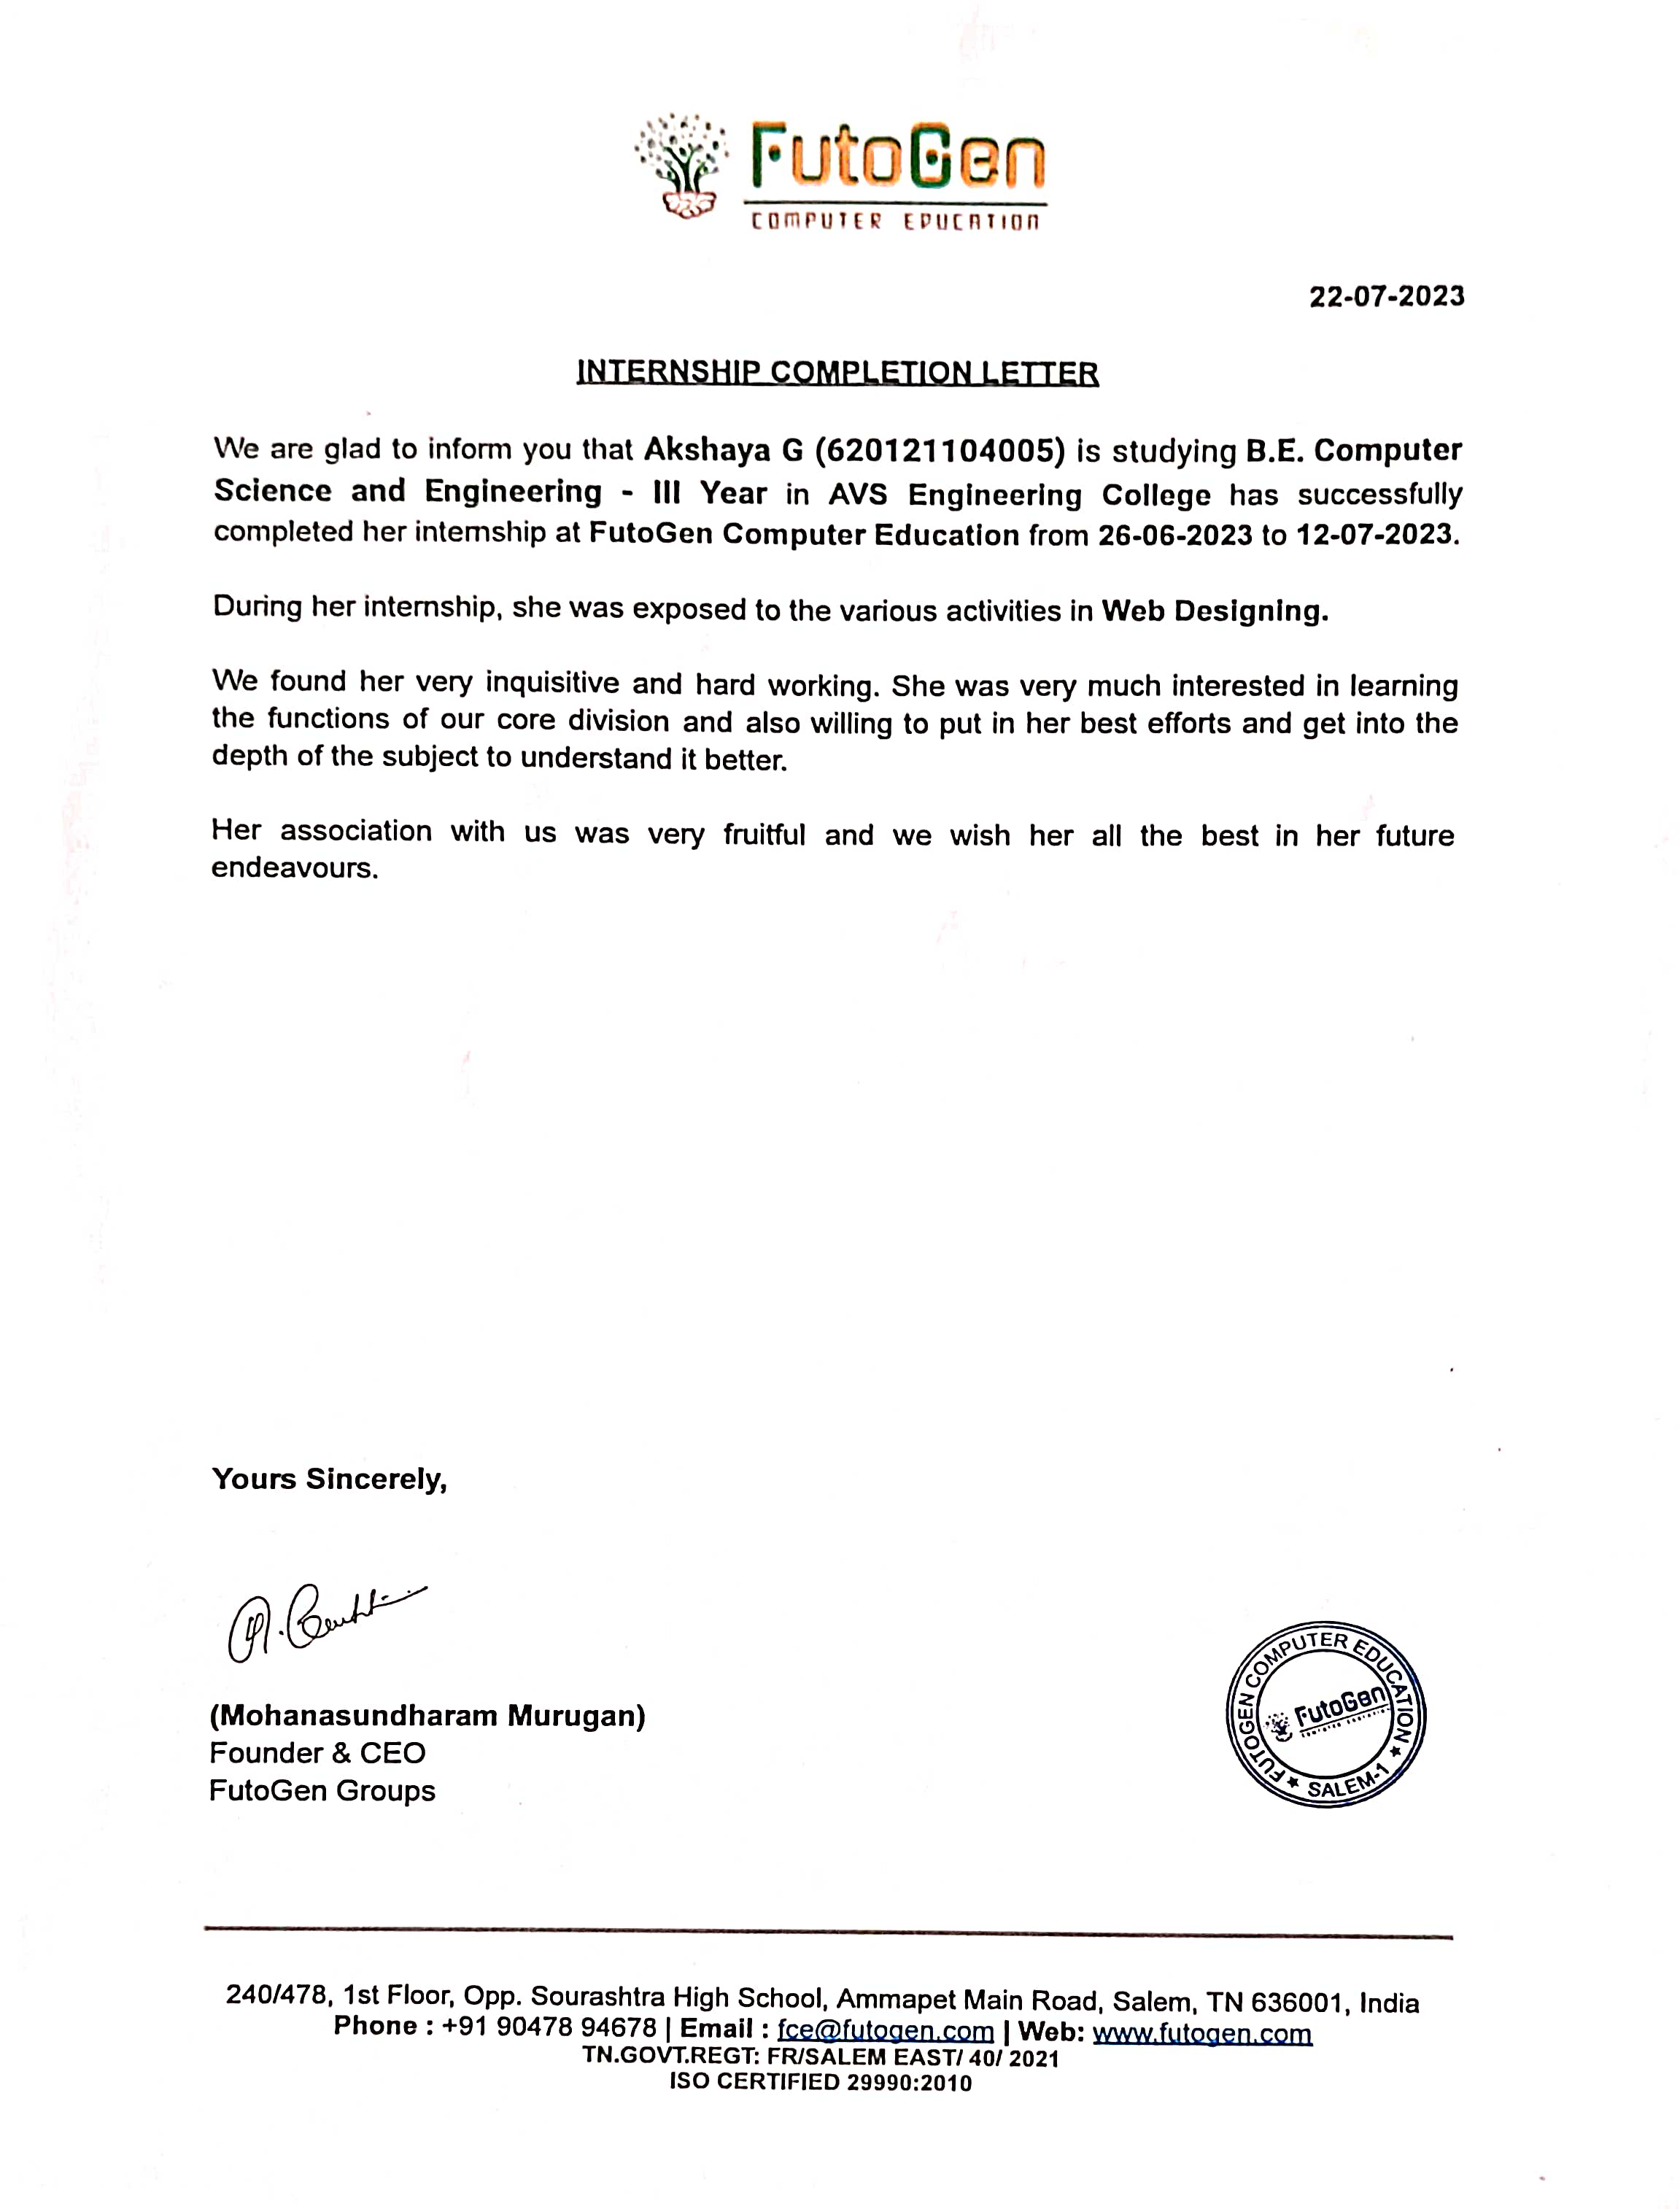 FutoGen
COMPUTER EDUCATION
22-07-2023
INTERNSHIP COMPLETION LETTER
We are glad to inform you that Akshaya G (620121104005) is studying B.E. Computer
Science and Engineering - III Year in AVS Engineering College has successfully
completed her internship at FutoGen Computer Education from 26-06-2023 to 12-07-2023.
During her internship, she was exposed to the various activities in Web Designing.
We found her very inquisitive and hard working. She was very much interested in learning
the functions of our core division and also willing to put in her best efforts and get into the
depth of the subject to understand it better.
Her association with us was very fruitful and we wish her all the best in her future
endeavours.
Yours Sincerely,
(Mohanasundharam Murugan)
Founder & CEO
FutoGen Groups
FUTOGEN COMPUTER EDUCATION ★ SALEM-1 ★
FutoGen
240/478, 1st Floor, Opp. Sourashtra High School, Ammapet Main Road, Salem, TN 636001, India
Phone : +91 90478 94678 | Email : fce@futogen.com | Web: www.futogen.com
TN.GOVT.REGT: FR/SALEM EAST/ 40/ 2021
ISO CERTIFIED 29990:2010